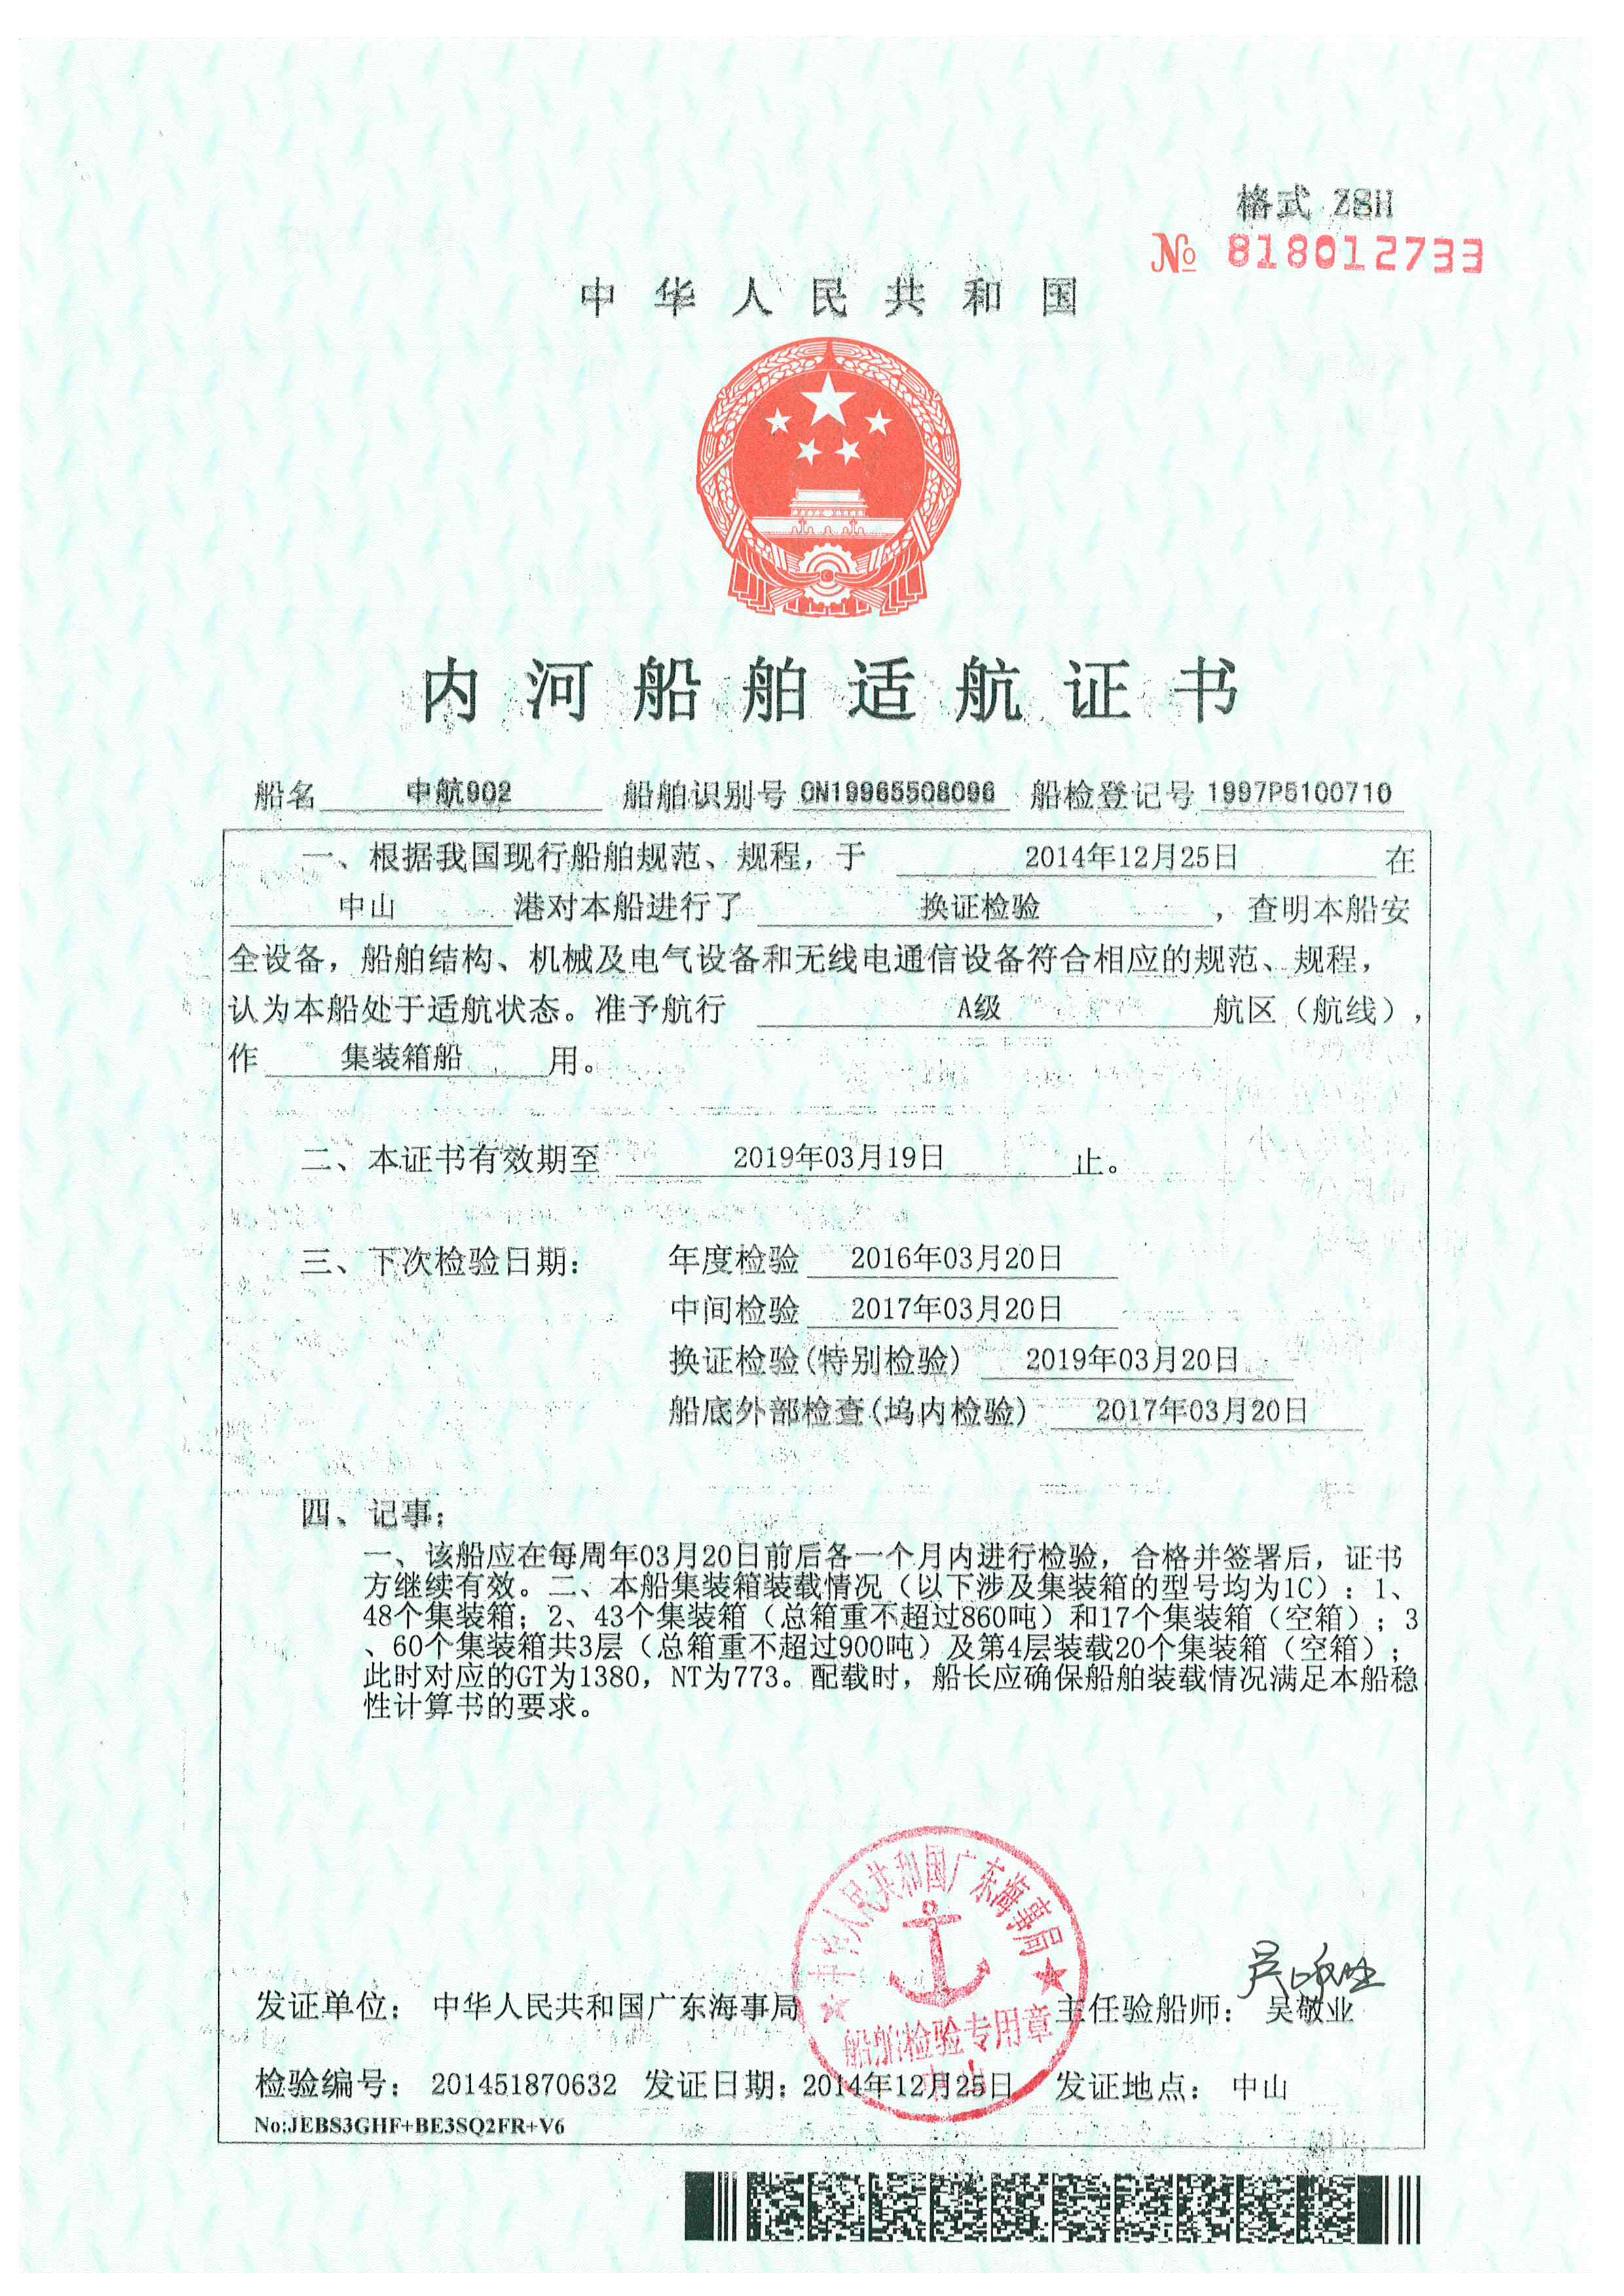 格式 Z8H
№ 818012733
中华人民共和国
内河船舶适航证书
船名 中航902 船舶识别号 CN19965508096 船检登记号 1997P5100710
一、根据我国现行船舶规范、规程，于 2014年12月25日 在
中山 港对本船进行了 换证检验 ，查明本船安
全设备，船舶结构、机械及电气设备和无线电通信设备符合相应的规范、规程，
认为本船处于适航状态。准予航行 A级 航区（航线），
作 集装箱船 用。
二、本证书有效期至 2019年03月19日 止。
三、下次检验日期： 年度检验 2016年03月20日
中间检验 2017年03月20日
换证检验(特别检验) 2019年03月20日
船底外部检查(坞内检验) 2017年03月20日
四、记事：
一、该船应在每周年03月20日前后各一个月内进行检验，合格并签署后，证书
方继续有效。二、本船集装箱装载情况（以下涉及集装箱的型号均为1C）：1、
48个集装箱；2、43个集装箱（总箱重不超过860吨）和17个集装箱（空箱）；3
、60个集装箱共3层（总箱重不超过900吨）及第4层装载20个集装箱（空箱）；
此时对应的GT为1380，NT为773。配载时，船长应确保船舶装载情况满足本船稳
性计算书的要求。
中华人民共和国广东海事局
船舶检验专用章
中山
发证单位： 中华人民共和国广东海事局 主任验船师： 吴敬业
检验编号： 201451870632 发证日期：2014年12月25日 发证地点： 中山
No:JEBS3GHF+BE3SQ2FR+V6